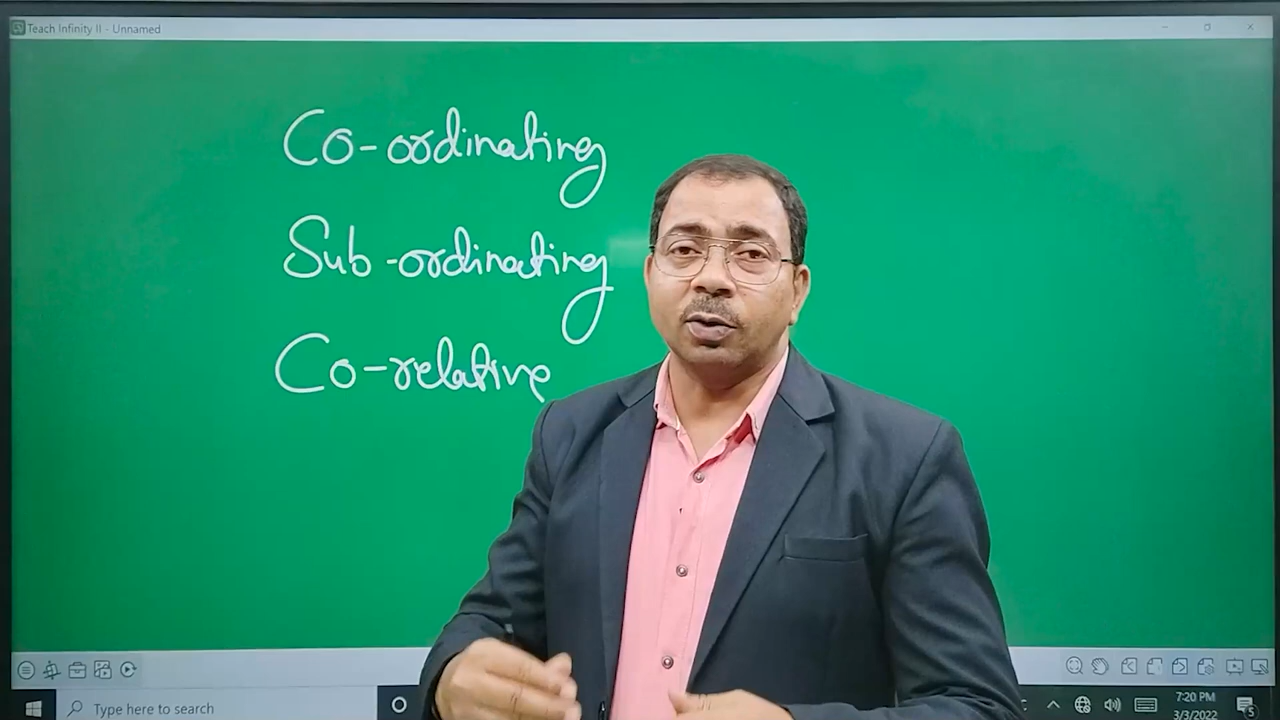 Teach Infinity II - Unnamed
Co-ordinating
Sub-ordinating
Co-relative
Type here to search
7:20 PM
3/3/2022
5